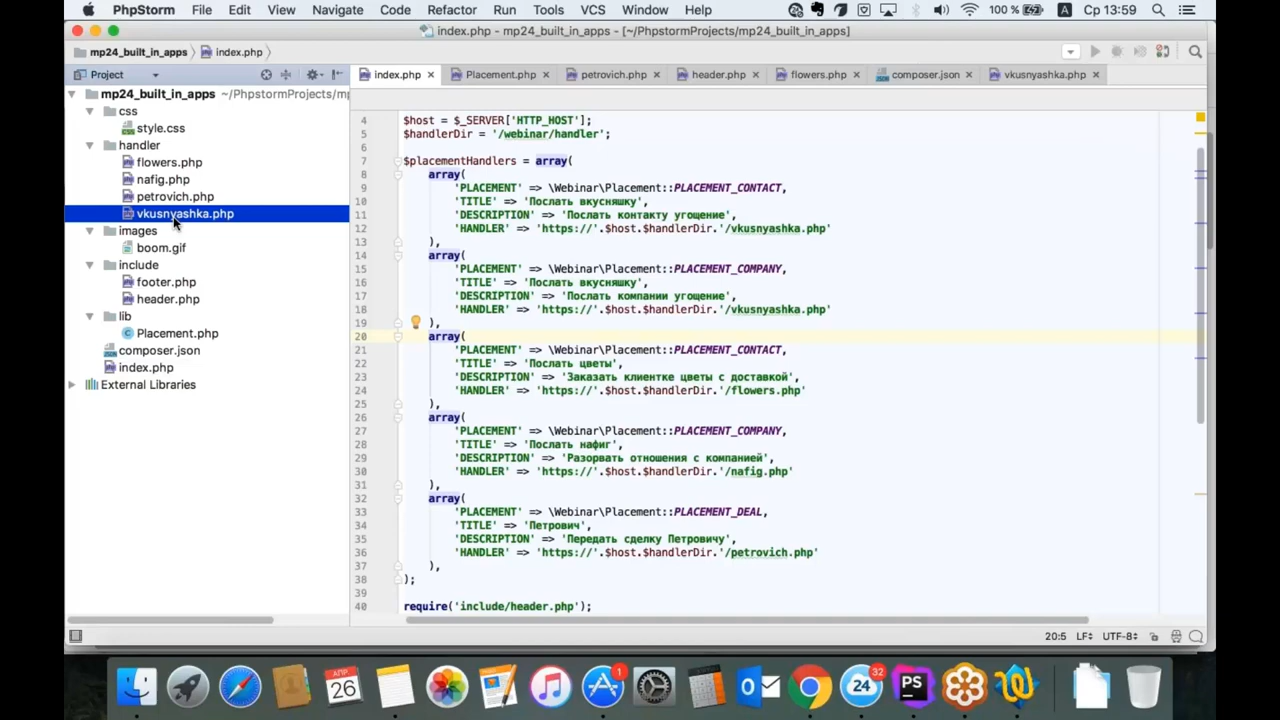 PhpStorm File Edit View Navigate Code Refactor Run Tools VCS Window Help 100 % A Ср 13:59
index.php - mp24_built_in_apps - [~/PhpstormProjects/mp24_built_in_apps]
mp24_built_in_apps index.php
Project
index.php Placement.php petrovich.php header.php flowers.php composer.json vkusnyashka.php
mp24_built_in_apps ~/PhpstormProjects/mp
css
style.css
handler
flowers.php
nafig.php
petrovich.php
vkusnyashka.php
images
boom.gif
include
footer.php
header.php
lib
Placement.php
composer.json
index.php
External Libraries
4 $host = $_SERVER['HTTP_HOST'];
5 $handlerDir = '/webinar/handler';
6
7 $placementHandlers = array(
8 array(
9 'PLACEMENT' => \Webinar\Placement::PLACEMENT_CONTACT,
10 'TITLE' => 'Послать вкусняшку',
11 'DESCRIPTION' => 'Послать контакту угощение',
12 'HANDLER' => 'https://'.$host.$handlerDir.'/vkusnyashka.php'
13 ),
14 array(
15 'PLACEMENT' => \Webinar\Placement::PLACEMENT_COMPANY,
16 'TITLE' => 'Послать вкусняшку',
17 'DESCRIPTION' => 'Послать компании угощение',
18 'HANDLER' => 'https://'.$host.$handlerDir.'/vkusnyashka.php'
19 ),
20 array(
21 'PLACEMENT' => \Webinar\Placement::PLACEMENT_CONTACT,
22 'TITLE' => 'Послать цветы',
23 'DESCRIPTION' => 'Заказать клиентке цветы с доставкой',
24 'HANDLER' => 'https://'.$host.$handlerDir.'/flowers.php'
25 ),
26 array(
27 'PLACEMENT' => \Webinar\Placement::PLACEMENT_COMPANY,
28 'TITLE' => 'Послать нафиг',
29 'DESCRIPTION' => 'Разорвать отношения с компанией',
30 'HANDLER' => 'https://'.$host.$handlerDir.'/nafig.php'
31 ),
32 array(
33 'PLACEMENT' => \Webinar\Placement::PLACEMENT_DEAL,
34 'TITLE' => 'Петрович',
35 'DESCRIPTION' => 'Передать сделку Петровичу',
36 'HANDLER' => 'https://'.$host.$handlerDir.'/petrovich.php'
37 ),
38 );
39
40 require('include/header.php');
20:5 LF UTF-8
АПР
26 1 24 32 PS